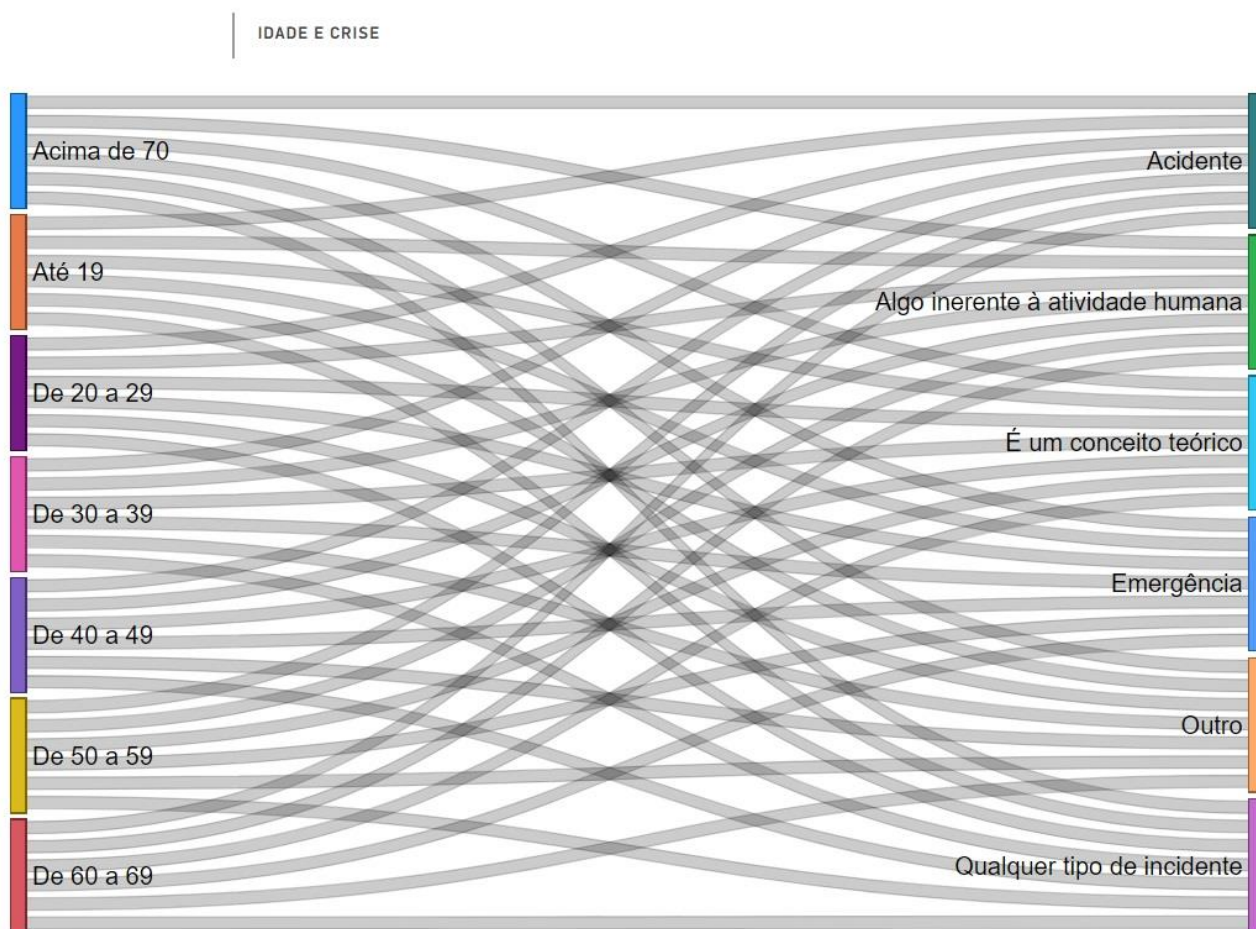 IDADE E CRISE
Acima de 70
Até 19
De 20 a 29
De 30 a 39
De 40 a 49
De 50 a 59
De 60 a 69
Acidente
Algo inerente à atividade humana
É um conceito teórico
Emergência
Outro
Qualquer tipo de incidente